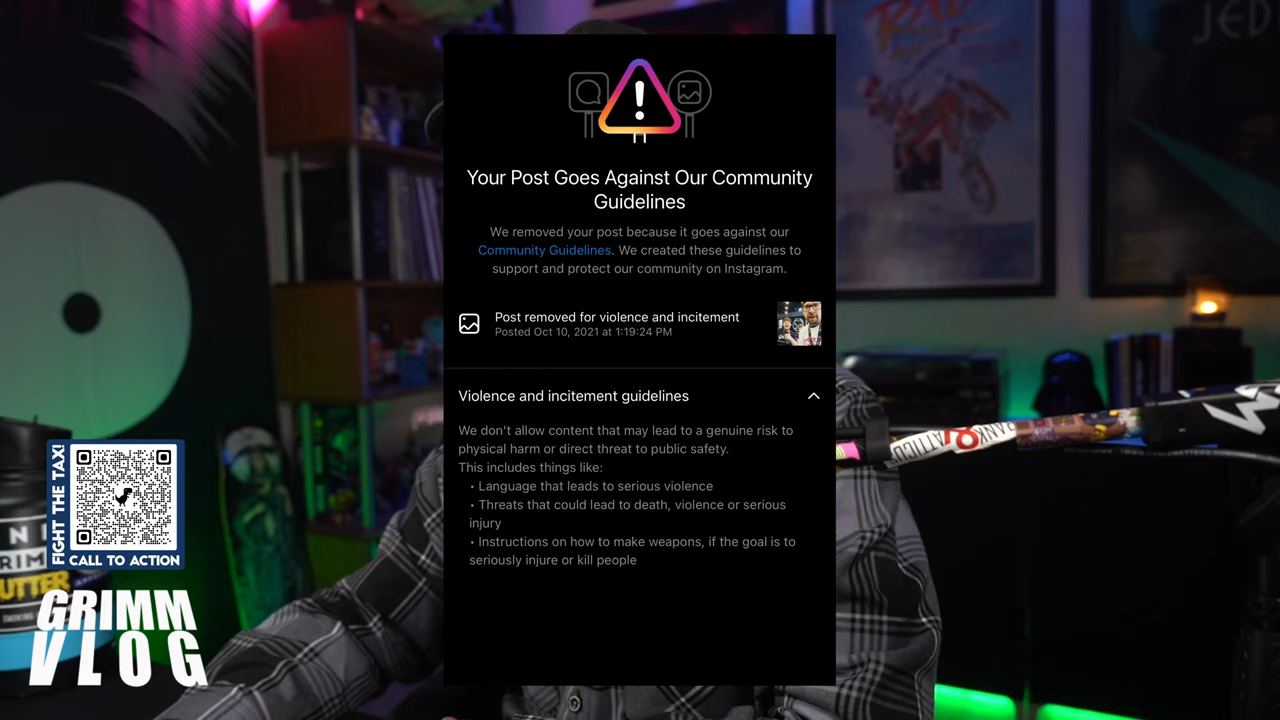 RAD
JEDI
Your Post Goes Against Our Community
Guidelines
We removed your post because it goes against our
Community Guidelines. We created these guidelines to
support and protect our community on Instagram.
Post removed for violence and incitement
Posted Oct 10, 2021 at 1:19:24 PM
Violence and incitement guidelines
We don't allow content that may lead to a genuine risk to
physical harm or direct threat to public safety.
This includes things like:
• Language that leads to serious violence
• Threats that could lead to death, violence or serious
injury
• Instructions on how to make weapons, if the goal is to
seriously injure or kill people
FIGHT THE TAX!
CALL TO ACTION
GRIMM
VLOG